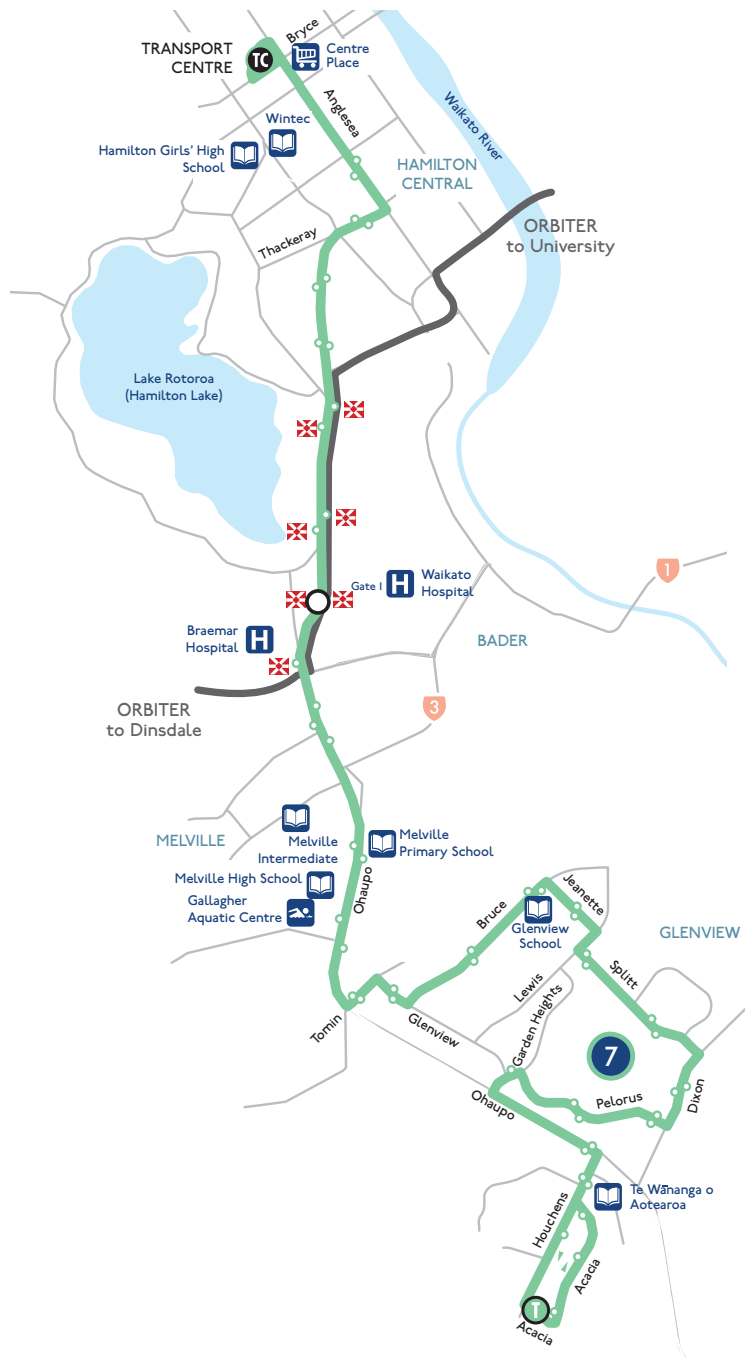 Bryce
TRANSPORT
CENTRE
TC
Centre
Place
Anglesea
Waikato River
Wintec
Hamilton Girls' High
School
HAMILTON
CENTRAL
Thackeray
ORBITER
to University
Lake Rotoroa
(Hamilton Lake)
Gate 1
H
Waikato
Hospital
1
Braemar
Hospital
H
BADER
ORBITER
to Dinsdale
3
MELVILLE
Melville
Intermediate
Melville
Primary School
Melville High School
Gallagher
Aquatic Centre
Ohaupo
Bruce
Jeanette
Glenview
School
GLENVIEW
Lewis
Splitt
Garden Heights
Tomin
Glenview
7
Ohaupo
Pelorus
Dixon
Te Wānanga o
Aotearoa
Houchens
Acacia
T
Acacia